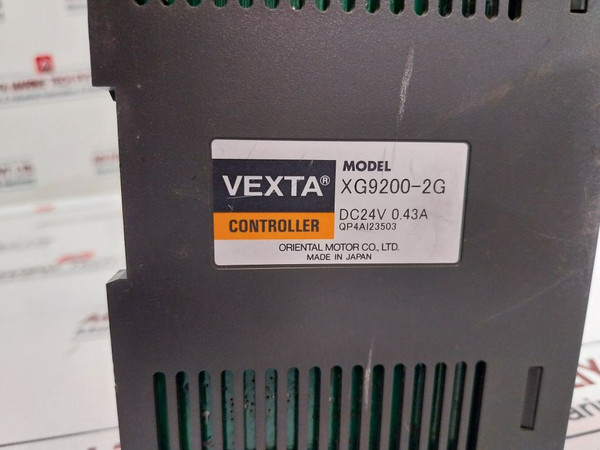 VEXTA®
CONTROLLER
MODEL
XG9200-2G
DC24V 0.43A
QP4AI23503
ORIENTAL MOTOR CO., LTD.
MADE IN JAPAN